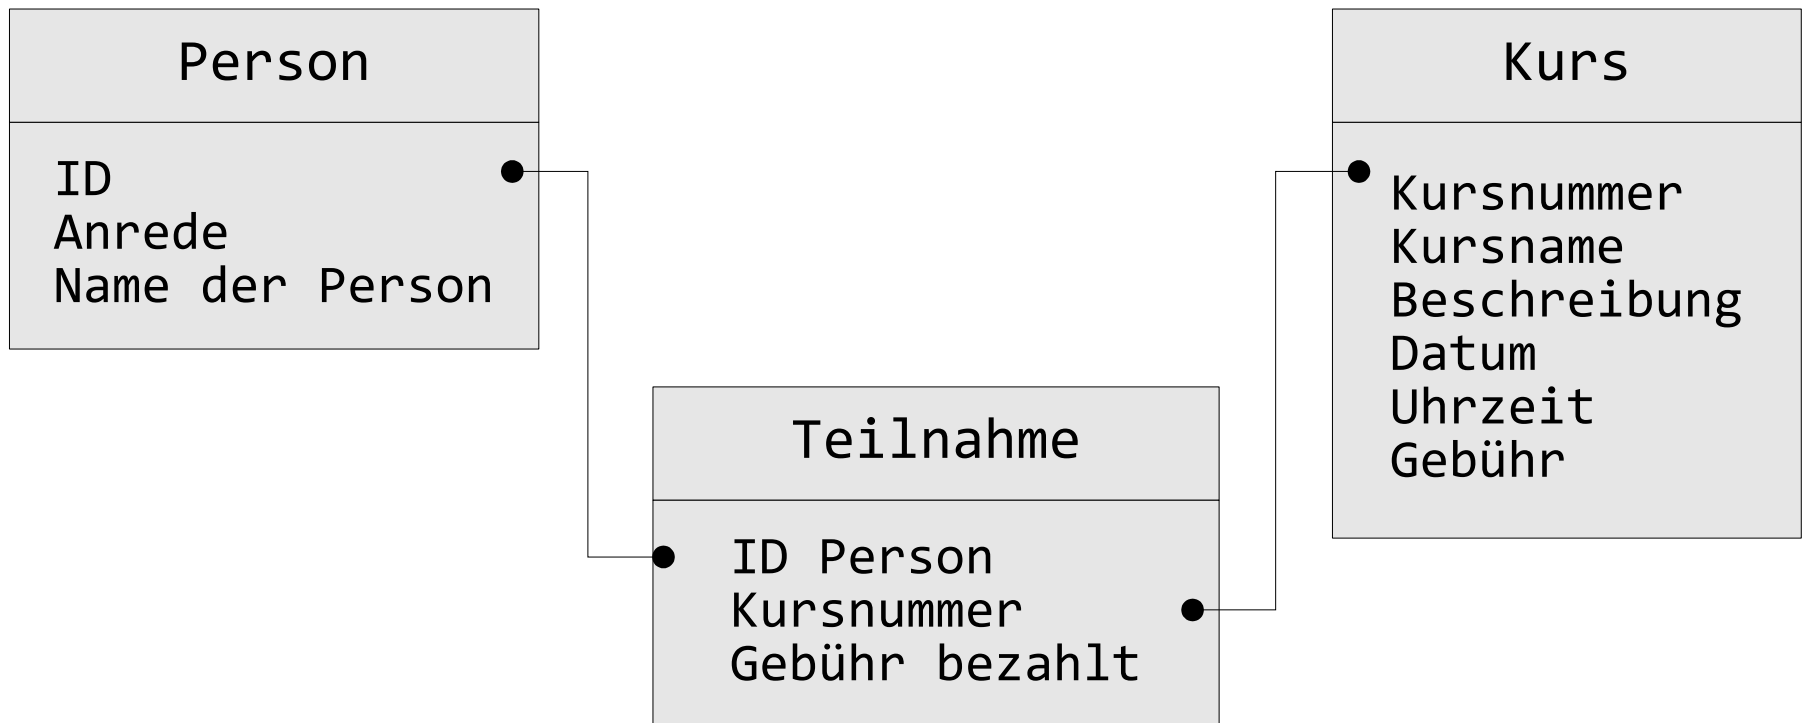 Person
ID
Anrede
Name der Person
Kurs
Kursnummer
Kursname
Beschreibung
Datum
Uhrzeit
Gebühr
Teilnahme
ID Person
Kursnummer
Gebühr bezahlt